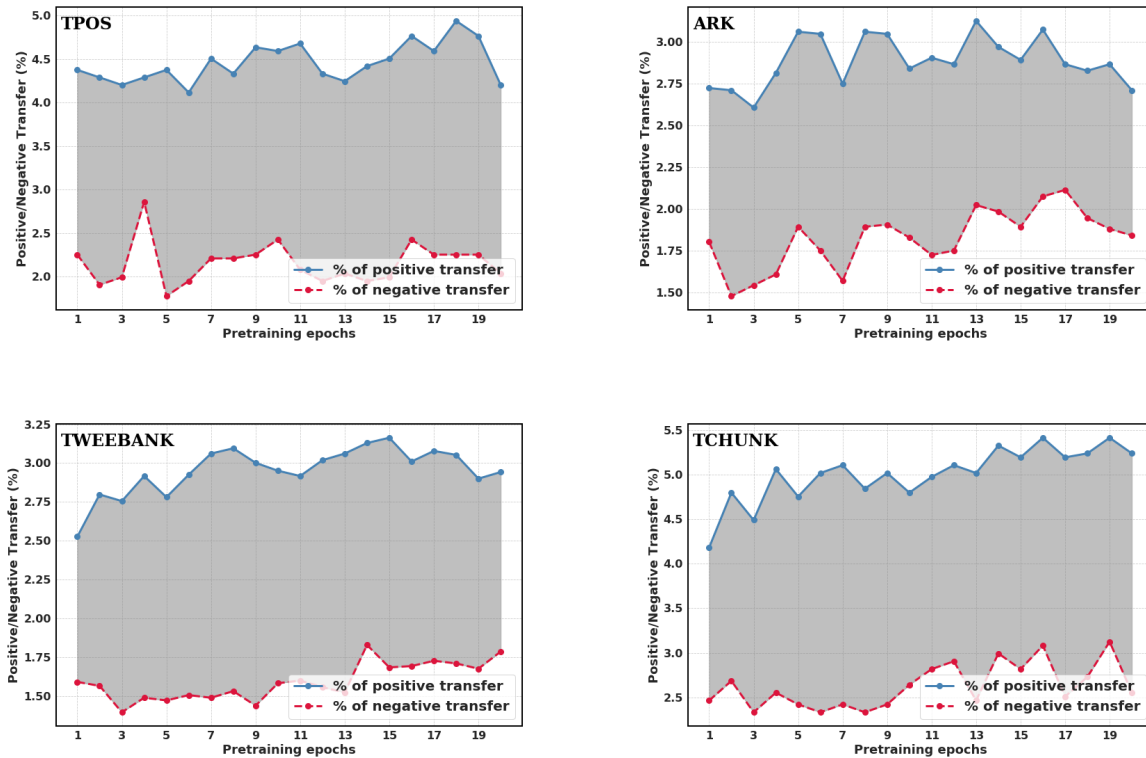 TPOS
Positive/Negative Transfer (%)
5.0
4.5
4.0
3.5
3.0
2.5
2.0
% of positive transfer
% of negative transfer
1 3 5 7 9 11 13 15 17 19
Pretraining epochs
ARK
Positive/Negative Transfer (%)
3.00
2.75
2.50
2.25
2.00
1.75
1.50
% of positive transfer
% of negative transfer
1 3 5 7 9 11 13 15 17 19
Pretraining epochs
TWEEBANK
Positive/Negative Transfer (%)
3.25
3.00
2.75
2.50
2.25
2.00
1.75
1.50
% of positive transfer
% of negative transfer
1 3 5 7 9 11 13 15 17 19
Pretraining epochs
TCHUNK
Positive/Negative Transfer (%)
5.5
5.0
4.5
4.0
3.5
3.0
2.5
% of positive transfer
% of negative transfer
1 3 5 7 9 11 13 15 17 19
Pretraining epochs